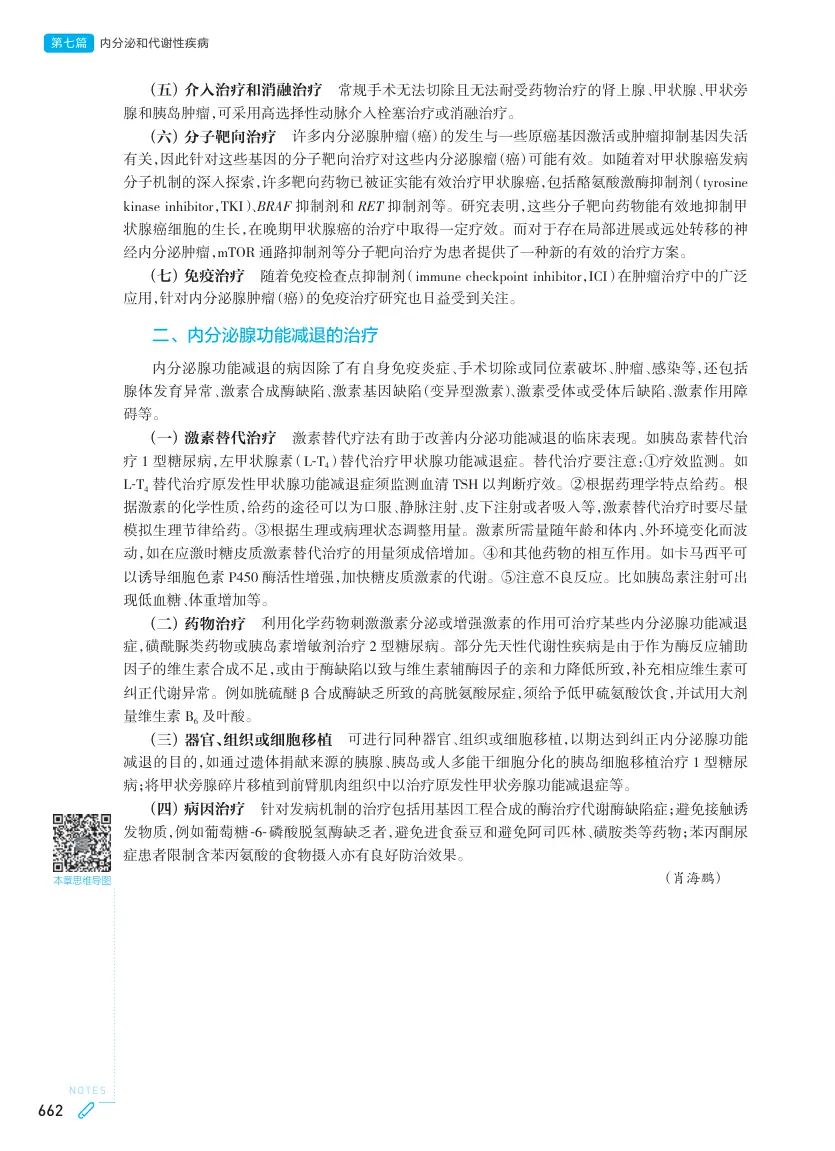 第七篇 内分泌和代谢性疾病
（五）介入治疗和消融治疗 常规手术无法切除且无法耐受药物治疗的肾上腺、甲状腺、甲状旁
腺和胰岛肿瘤，可采用高选择性动脉介入栓塞治疗或消融治疗。
（六）分子靶向治疗 许多内分泌腺肿瘤（癌）的发生与一些原癌基因激活或肿瘤抑制基因失活
有关，因此针对这些基因的分子靶向治疗对这些内分泌腺瘤（癌）可能有效。如随着对甲状腺癌发病
分子机制的深入探索，许多靶向药物已被证实能有效治疗甲状腺癌，包括酪氨酸激酶抑制剂（tyrosine
kinase inhibitor，TKI）、BRAF 抑制剂和 RET 抑制剂等。研究表明，这些分子靶向药物能有效地抑制甲
状腺癌细胞的生长，在晚期甲状腺癌的治疗中取得一定疗效。而对于存在局部进展或远处转移的神
经内分泌肿瘤，mTOR 通路抑制剂等分子靶向治疗为患者提供了一种新的有效的治疗方案。
（七）免疫治疗 随着免疫检查点抑制剂（immune checkpoint inhibitor，ICI）在肿瘤治疗中的广泛
应用，针对内分泌腺肿瘤（癌）的免疫治疗研究也日益受到关注。
二、内分泌腺功能减退的治疗
内分泌腺功能减退的病因除了有自身免疫炎症、手术切除或同位素破坏、肿瘤、感染等，还包括
腺体发育异常、激素合成酶缺陷、激素基因缺陷（变异型激素）、激素受体或受体后缺陷、激素作用障
碍等。
（一）激素替代治疗 激素替代疗法有助于改善内分泌功能减退的临床表现。如胰岛素替代治
疗 1 型糖尿病，左甲状腺素（L-T₄）替代治疗甲状腺功能减退症。替代治疗要注意：①疗效监测。如
L-T₄ 替代治疗原发性甲状腺功能减退症须监测血清 TSH 以判断疗效。②根据药理学特点给药。根
据激素的化学性质，给药的途径可以为口服、静脉注射、皮下注射或者吸入等，激素替代治疗时要尽量
模拟生理节律给药。③根据生理或病理状态调整用量。激素所需量随年龄和体内、外环境变化而波
动，如在应激时糖皮质激素替代治疗的用量须成倍增加。④和其他药物的相互作用。如卡马西平可
以诱导细胞色素 P450 酶活性增强，加快糖皮质激素的代谢。⑤注意不良反应。比如胰岛素注射可出
现低血糖、体重增加等。
（二）药物治疗 利用化学药物刺激激素分泌或增强激素的作用可治疗某些内分泌腺功能减退
症，磺酰脲类药物或胰岛素增敏剂治疗 2 型糖尿病。部分先天性代谢性疾病是由于作为酶反应辅助
因子的维生素合成不足，或由于酶缺陷以致与维生素辅酶因子的亲和力降低所致，补充相应维生素可
纠正代谢异常。例如胱硫醚 β 合成酶缺乏所致的高胱氨酸尿症，须给予低甲硫氨酸饮食，并试用大剂
量维生素 B₆ 及叶酸。
（三）器官、组织或细胞移植 可进行同种器官、组织或细胞移植，以期达到纠正内分泌腺功能
减退的目的，如通过遗体捐献来源的胰腺、胰岛或人多能干细胞分化的胰岛细胞移植治疗 1 型糖尿
病；将甲状旁腺碎片移植到前臂肌肉组织中以治疗原发性甲状旁腺功能减退症等。
（四）病因治疗 针对发病机制的治疗包括用基因工程合成的酶治疗代谢酶缺陷症；避免接触诱
发物质，例如葡萄糖-6-磷酸脱氢酶缺乏者，避免进食蚕豆和避免阿司匹林、磺胺类等药物；苯丙酮尿
症患者限制含苯丙氨酸的食物摄入亦有良好防治效果。
（肖海鹏）
本章思维导图
NOTES
662